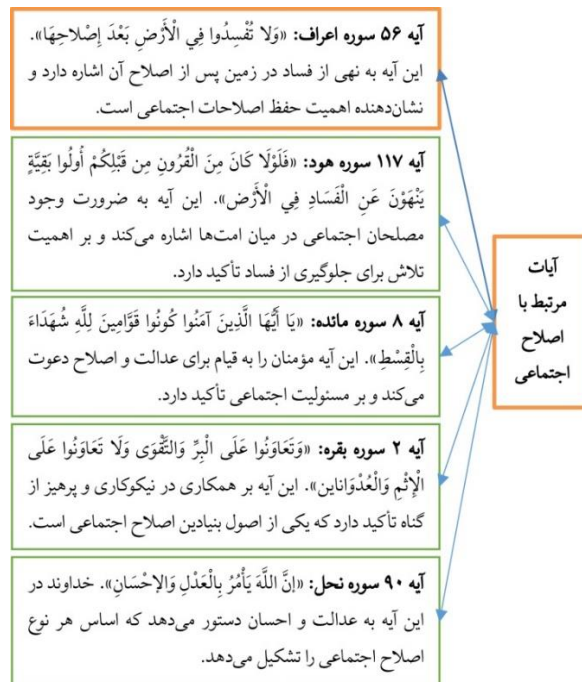 آیه ۵۶ سوره اعراف: «وَلا تُفْسِدُوا فِي الْأَرْضِ بَعْدَ إِصْلاحِهَا».
این آیه به نهی از فساد در زمین پس از اصلاح آن اشاره دارد و
نشان‌دهنده اهمیت حفظ اصلاحات اجتماعی است.
آیه ۱۱۷ سوره هود: «فَلَوْلَا كَانَ مِنَ الْقُرُونِ مِن قَبْلِكُمْ أُولُوا بَقِيَّةٍ
يَنْهَوْنَ عَنِ الْفَسَادِ فِي الْأَرْض». این آیه به ضرورت وجود
مصلحان اجتماعی در میان امت‌ها اشاره می‌کند و بر اهمیت
تلاش برای جلوگیری از فساد تأکید دارد.
آیه ۸ سوره مائده: «يَا أَيُّهَا الَّذِينَ آمَنُوا كُونُوا قَوَّامِينَ لِلَّهِ شُهَدَاءَ
بِالْقِسْطِ». این آیه مؤمنان را به قیام برای عدالت و اصلاح دعوت
می‌کند و بر مسئولیت اجتماعی تأکید دارد.
آیه ۲ سوره بقره: «وَتَعَاوَنُوا عَلَى الْبِرِّ وَالتَّقْوَى وَلَا تَعَاوَنُوا عَلَى
الْإِثْمِ وَالْعُدْوَاناین». این آیه بر همکاری در نیکوکاری و پرهیز از
گناه تأکید دارد که یکی از اصول بنیادین اصلاح اجتماعی است.
آیه ۹۰ سوره نحل: «إِنَّ اللَّهَ يَأْمُرُ بِالْعَدْلِ وَالإِحْسَانِ». خداوند در
این آیه به عدالت و احسان دستور می‌دهد که اساس هر نوع
اصلاح اجتماعی را تشکیل می‌دهد.
آیات
مرتبط با
اصلاح
اجتماعی